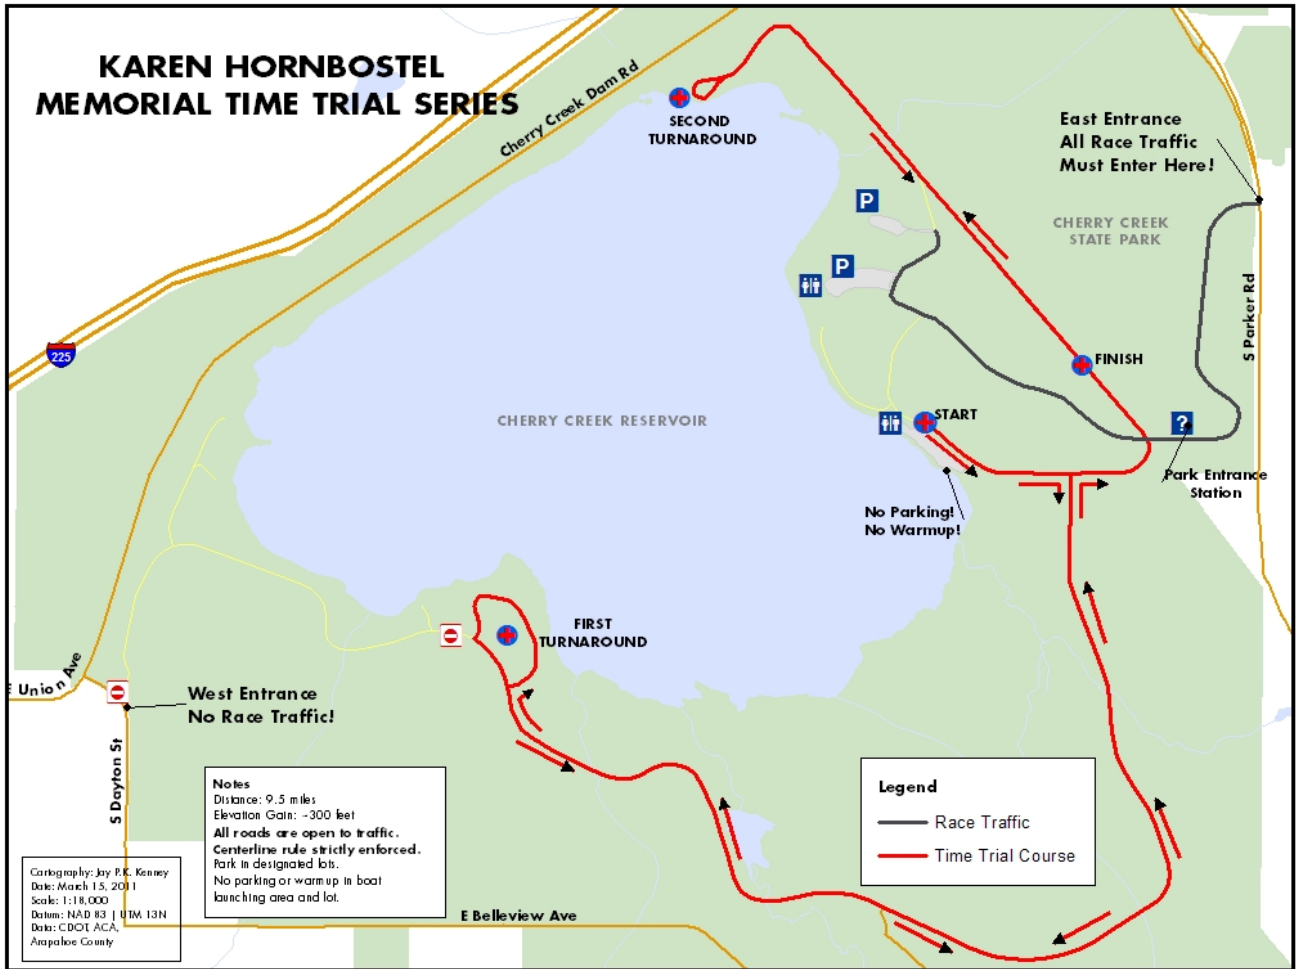 KAREN HORNBOSTEL
MEMORIAL TIME TRIAL SERIES
Cherry Creek Dam Rd
SECOND
TURNAROUND
East Entrance
All Race Traffic
Must Enter Here!
P
CHERRY CREEK
STATE PARK
P
S Parker Rd
225
FINISH
CHERRY CREEK RESERVOIR
START
?
Park Entrance
Station
No Parking!
No Warmup!
FIRST
TURNAROUND
E Union Ave
West Entrance
No Race Traffic!
S Dayton St
Notes
Distance: 9.5 miles
Elevation Gain: ~300 feet
All roads are open to traffic.
Centerline rule strictly enforced.
Park in designated lots.
No parking or warmup in boat
launching area and lot.
Legend
Race Traffic
Time Trial Course
Cartography: Jay P.K. Kenney
Date: March 15, 2011
Scale: 1:18,000
Datum: NAD 83 | UTM 13N
Data: CDOT, ACA,
Arapahoe County
E Belleview Ave